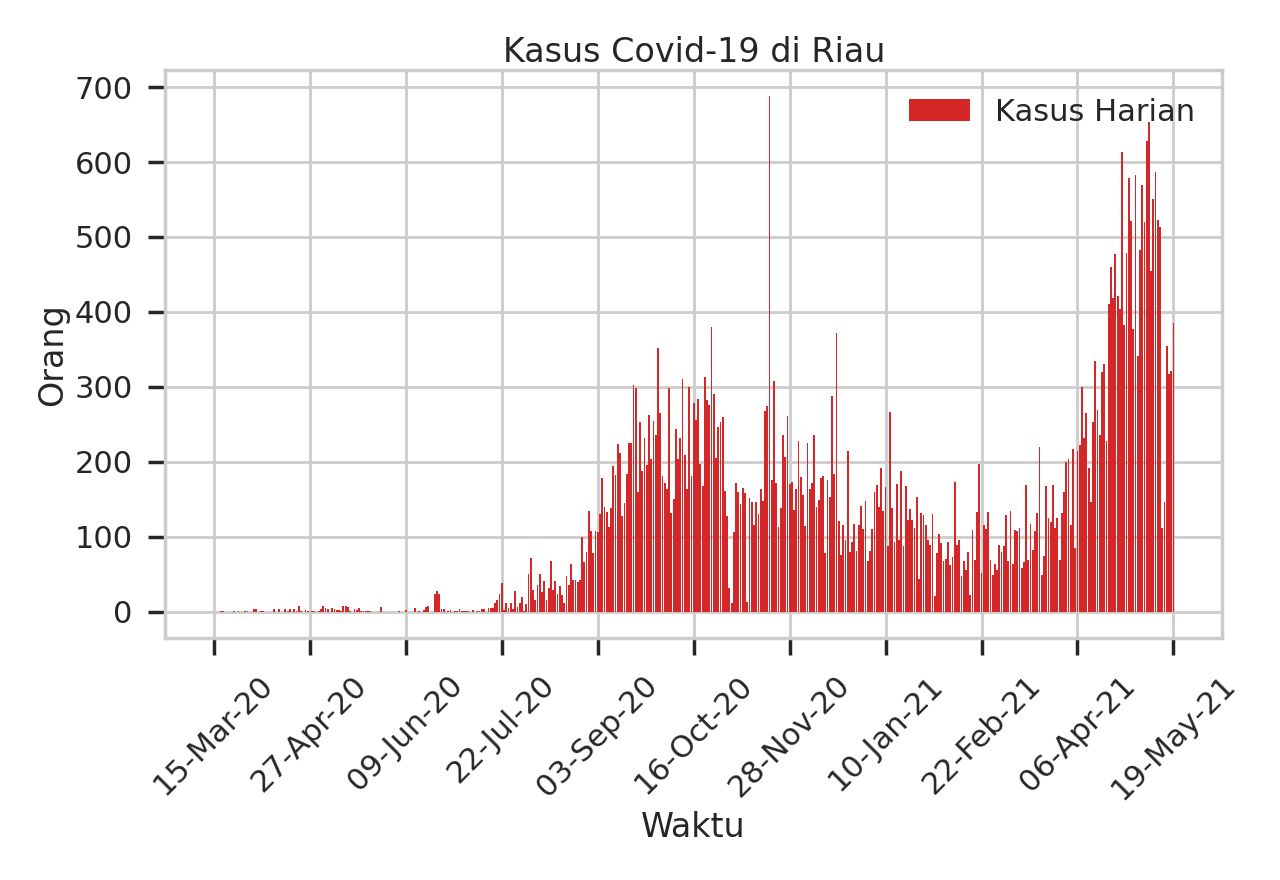 Kasus Covid-19 di Riau
Kasus Harian
700
600
500
400
300
200
100
0
Orang
15-Mar-20
27-Apr-20
09-Jun-20
22-Jul-20
03-Sep-20
16-Oct-20
28-Nov-20
10-Jan-21
22-Feb-21
06-Apr-21
19-May-21
Waktu